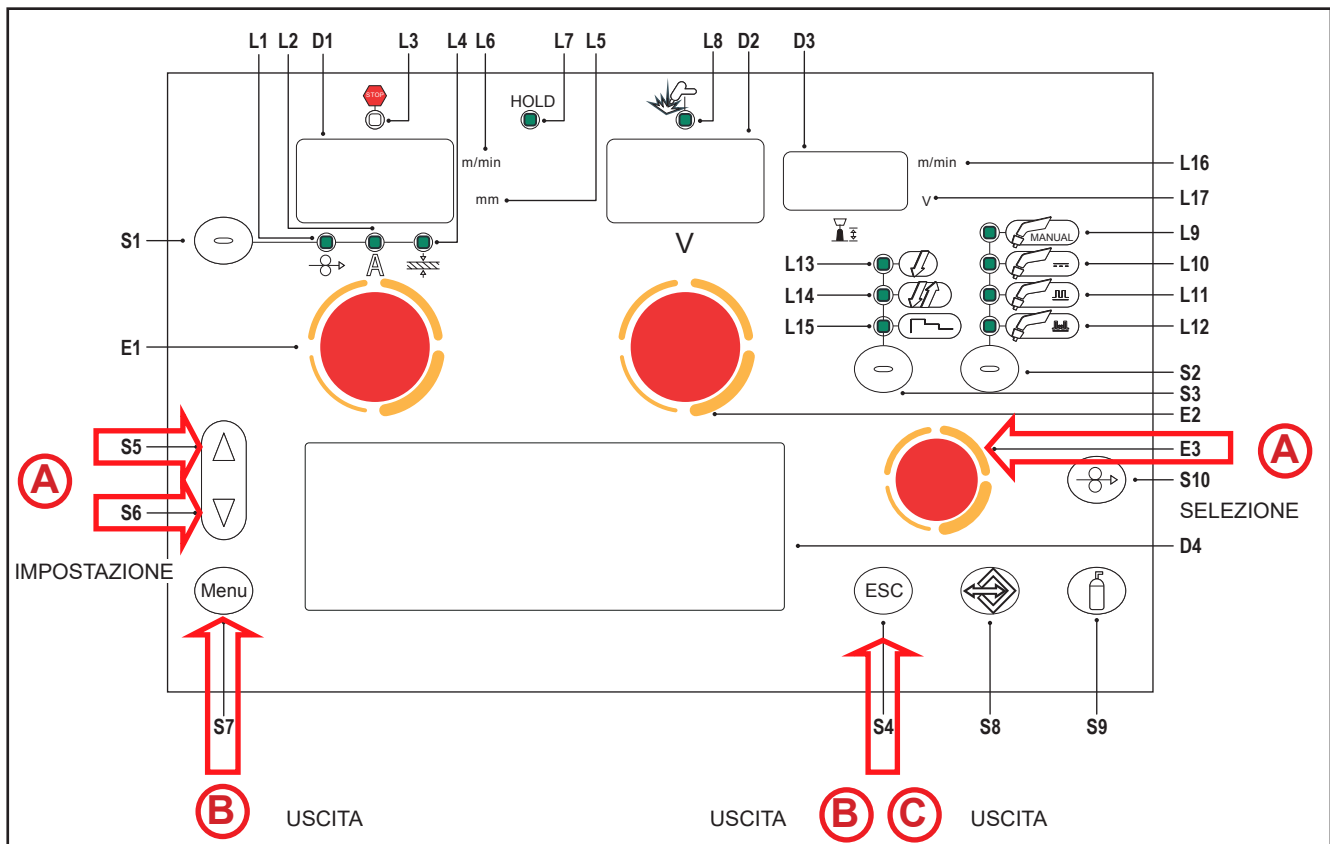 L1 L2 D1 L3 L4 L6 L7 L5 L8 D2 D3
STOP
HOLD
m/min
m/min
L16
mm
V
L17
S1
A
V
MANUAL
L9
L13
L10
L14
L11
L15
L12
E1
S2
S3
E2
S5
E3
A
A
S10
S6
SELEZIONE
D4
IMPOSTAZIONE
Menu
ESC
S7
S4
S8
S9
B
USCITA
USCITA
B
C
USCITA